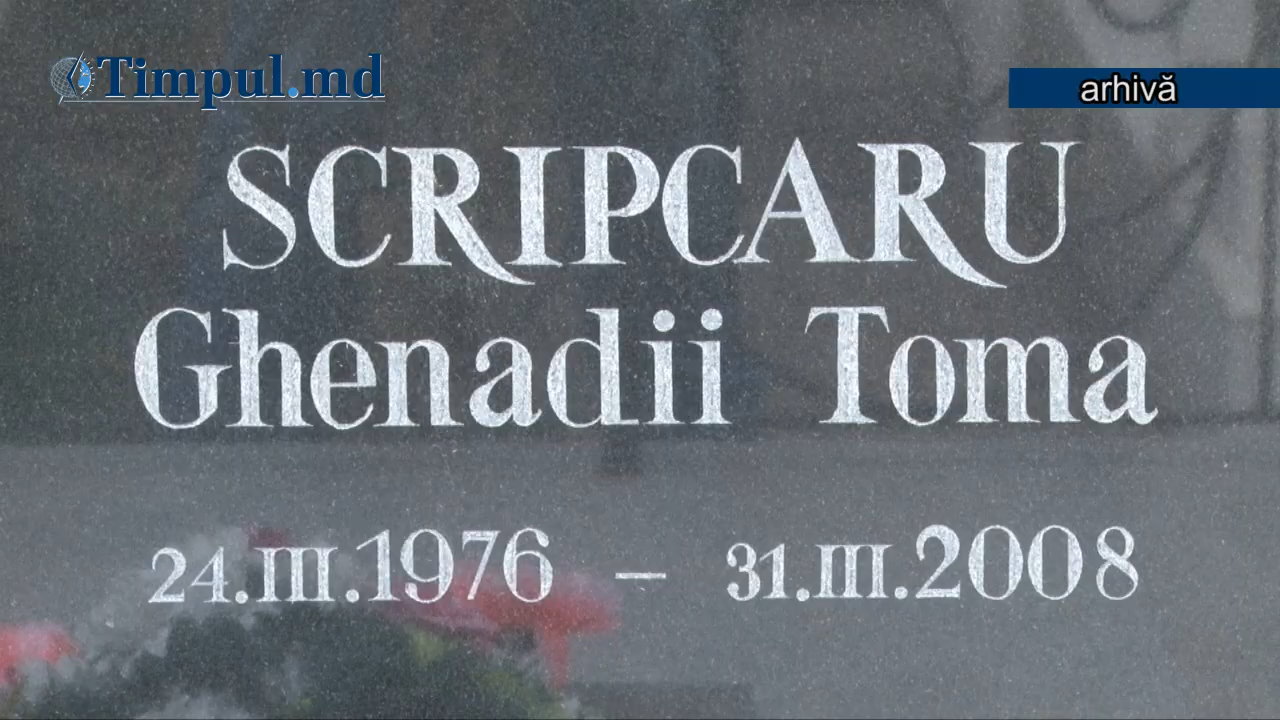 Timpul.md
arhivă
SCRIPCARU
Ghenadii Toma
24.III.1976 – 31.III.2008